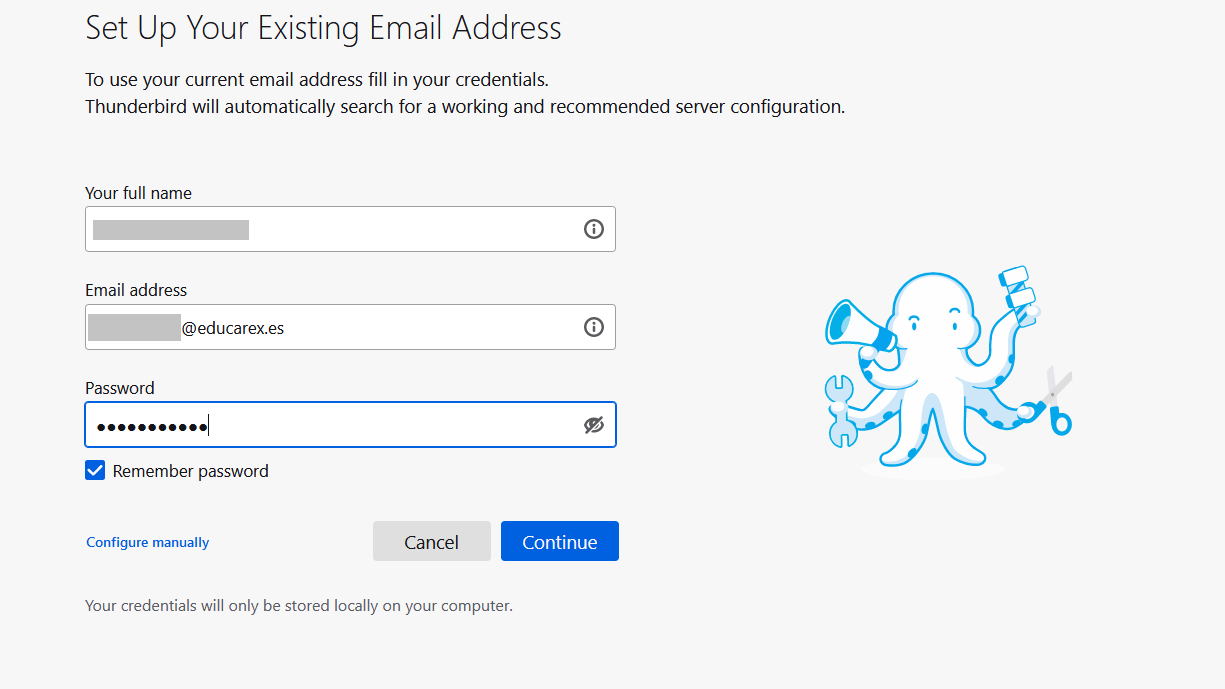 Set Up Your Existing Email Address
To use your current email address fill in your credentials.
Thunderbird will automatically search for a working and recommended server configuration.
Your full name
Email address
@educarex.es
Password
•••••••••••
Remember password
Configure manually
Cancel
Continue
Your credentials will only be stored locally on your computer.